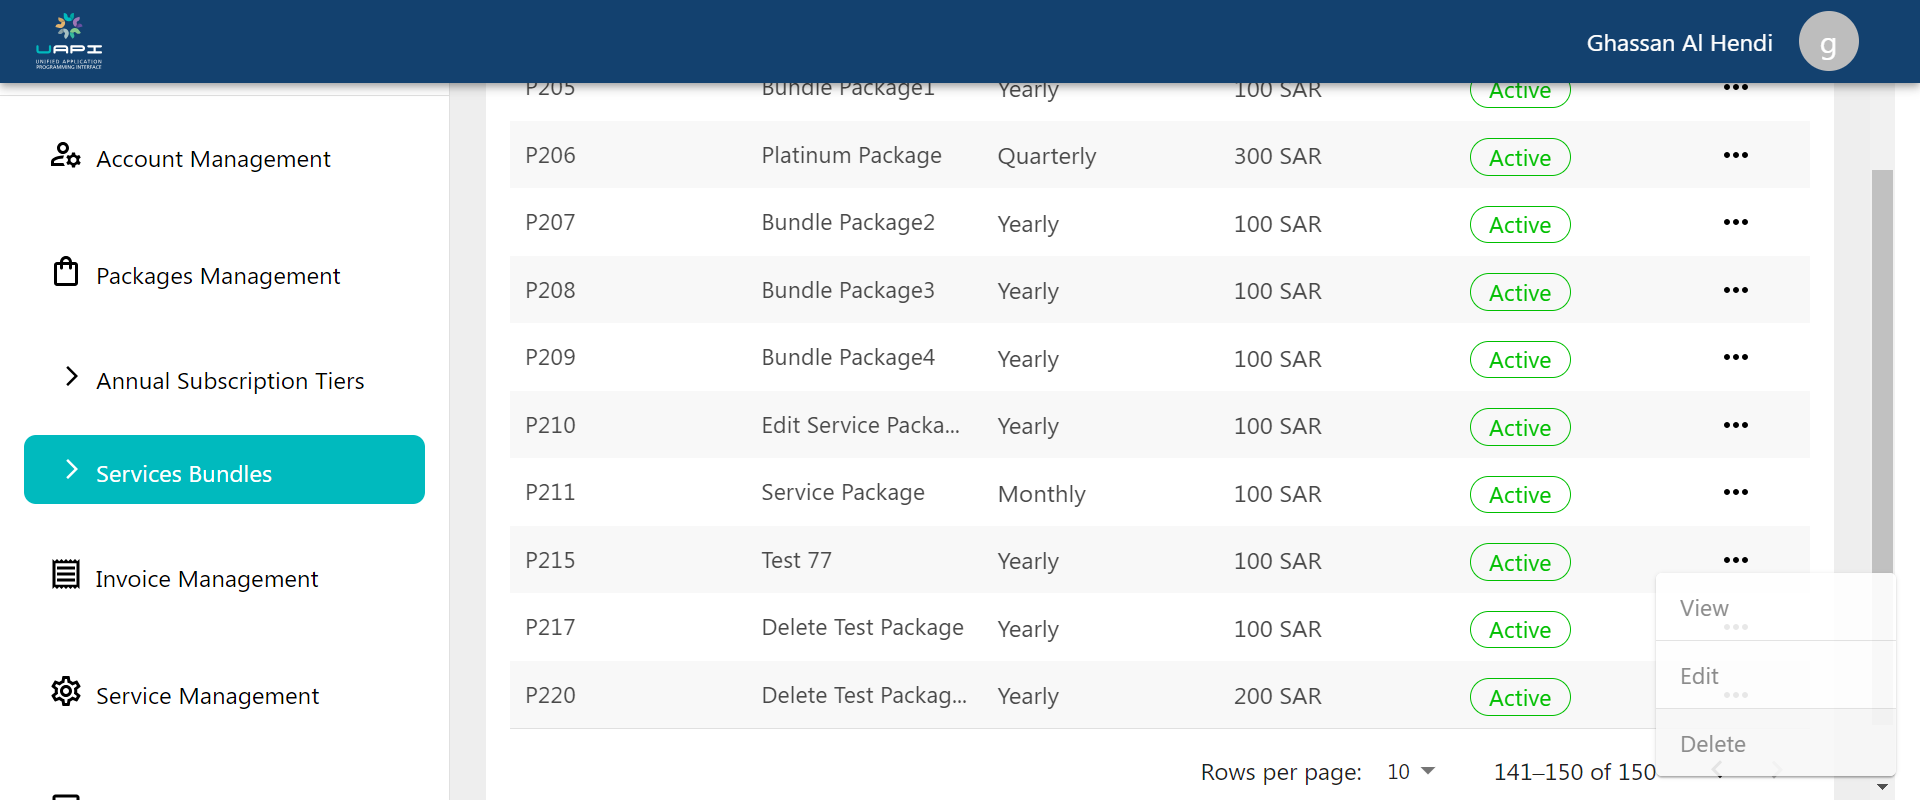 UAPI
UNIFIED APPLICATION
PROGRAMMING INTERFACE
Ghassan Al Hendi
g
Account Management
Packages Management
Annual Subscription Tiers
Services Bundles
Invoice Management
Service Management
P205 Bundle Package1 Yearly 100 SAR Active
P206 Platinum Package Quarterly 300 SAR Active
P207 Bundle Package2 Yearly 100 SAR Active
P208 Bundle Package3 Yearly 100 SAR Active
P209 Bundle Package4 Yearly 100 SAR Active
P210 Edit Service Packa... Yearly 100 SAR Active
P211 Service Package Monthly 100 SAR Active
P215 Test 77 Yearly 100 SAR Active
P217 Delete Test Package Yearly 100 SAR Active
P220 Delete Test Packag... Yearly 200 SAR Active
View
Edit
Delete
Rows per page: 10 141–150 of 150